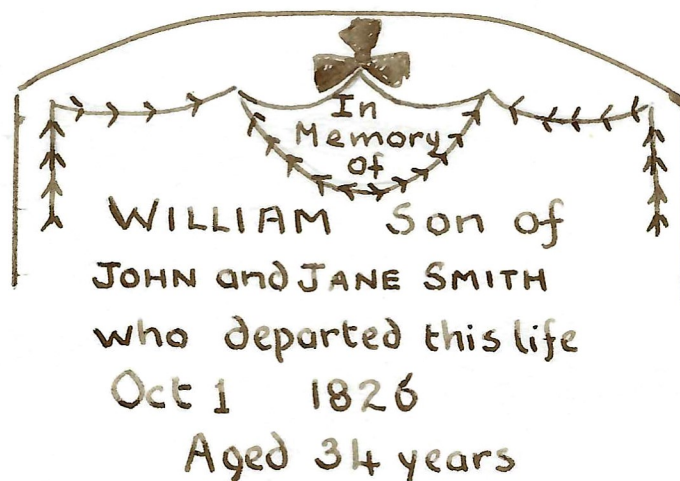 In
Memory
of
WILLIAM Son of
JOHN and JANE SMITH
who departed this life
Oct 1 1826
Aged 34 years